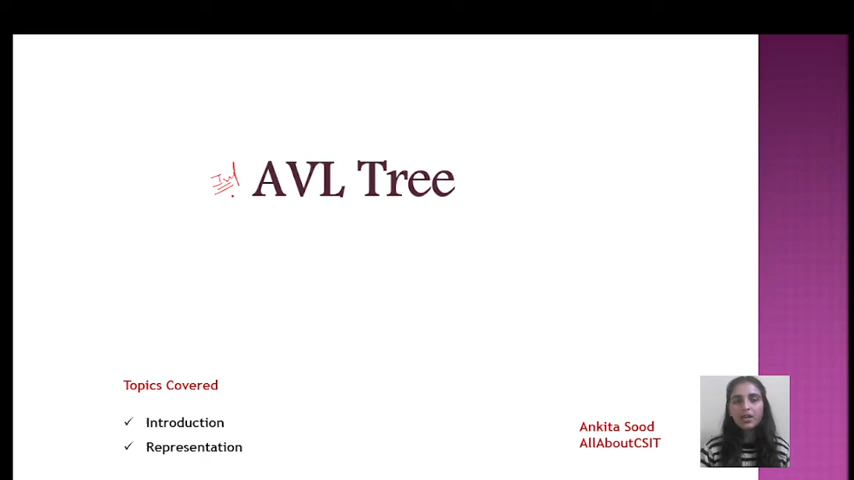 AVL Tree
Topics Covered
✓ Introduction
✓ Representation
Ankita Sood
AllAboutCSIT